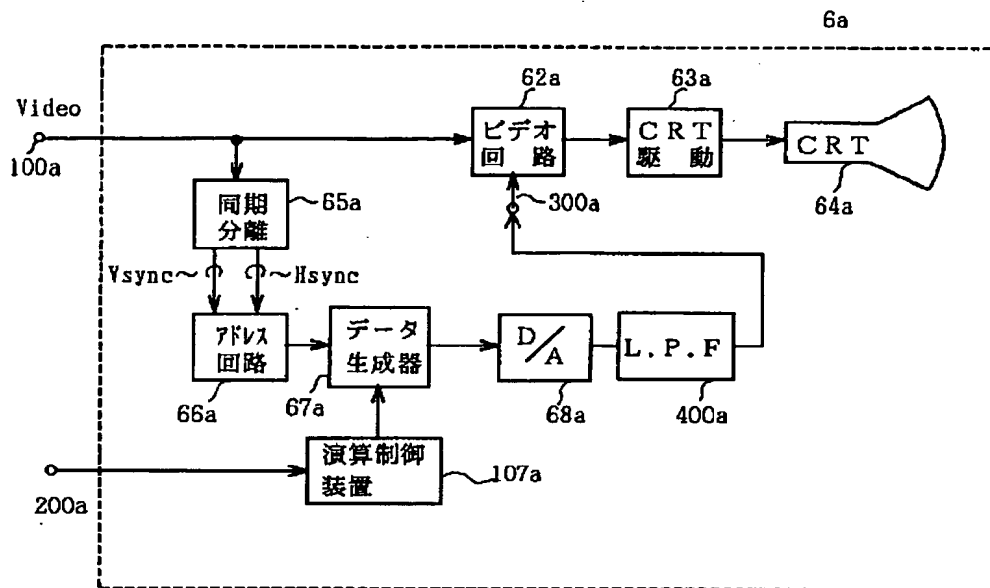 6a
62a
63a
Video
ビデオ
回路
CRT
駆動
CRT
100a
300a
64a
同期
分離
65a
Vsync
Hsync
アドレス
回路
データ
生成器
D/A
L.P.F
66a
67a
68a
400a
演算制御
装置
107a
200a